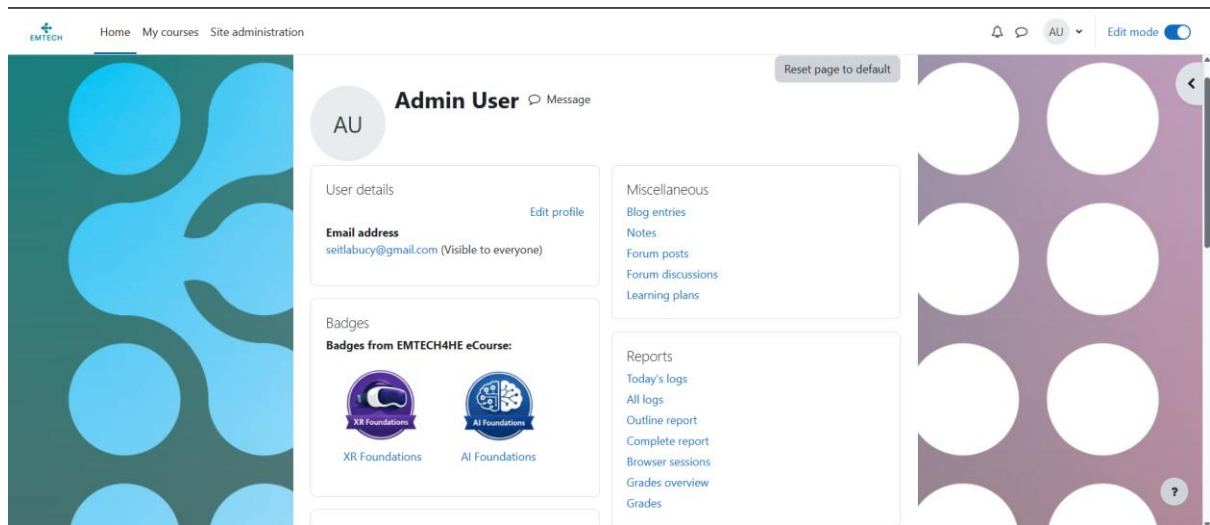 EMTECH
Home My courses Site administration
AU
Edit mode
Reset page to default
AU
Admin User Message
User details
Edit profile
Email address
seitlabucy@gmail.com (Visible to everyone)
Badges
Badges from EMTECH4HE eCourse:
XR Foundations
AI Foundations
XR Foundations
AI Foundations
Miscellaneous
Blog entries
Notes
Forum posts
Forum discussions
Learning plans
Reports
Today's logs
All logs
Outline report
Complete report
Browser sessions
Grades overview
Grades
?